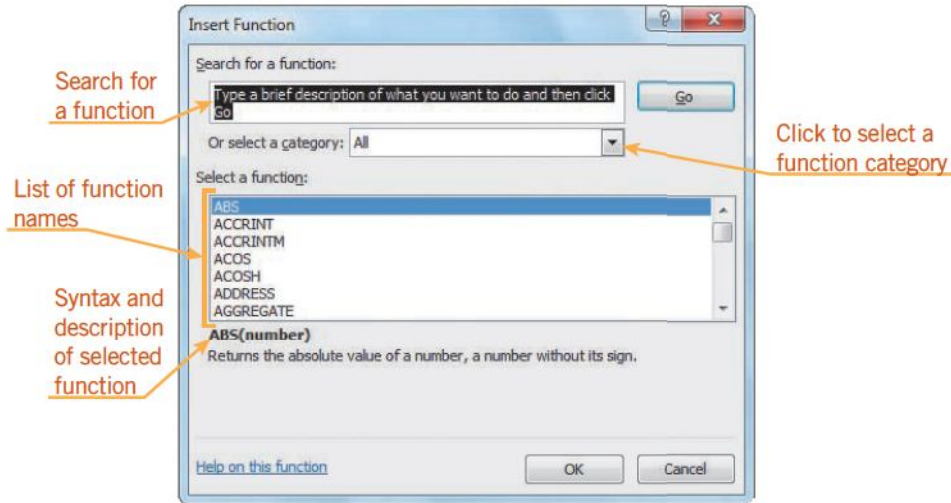 Insert Function
Search for a function:
Type a brief description of what you want to do and then click
Go
Go
Or select a category: All
Select a function:
ABS
ACCRINT
ACCRINTM
ACOS
ACOSH
ADDRESS
AGGREGATE
ABS(number)
Returns the absolute value of a number, a number without its sign.
Help on this function
OK
Cancel
Search for
a function
List of function
names
Syntax and
description
of selected
function
Click to select a
function category